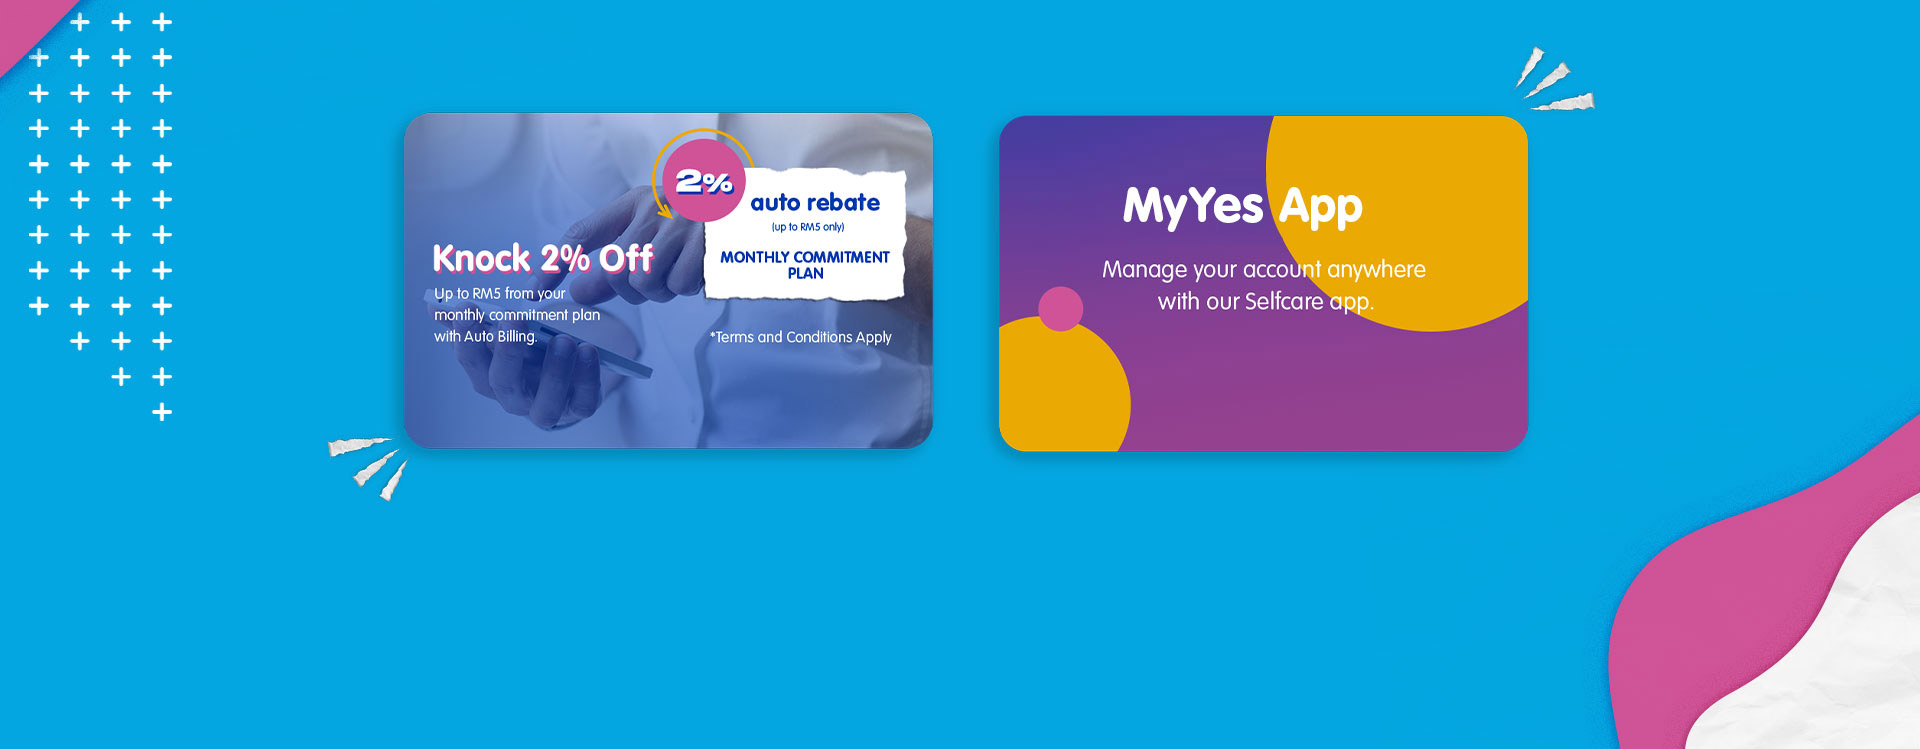 2%
auto rebate
(up to RM5 only)
MONTHLY COMMITMENT
PLAN
Knock 2% Off
Up to RM5 from your
monthly commitment plan
with Auto Billing.
*Terms and Conditions Apply
MyYes App
Manage your account anywhere
with our Selfcare app.